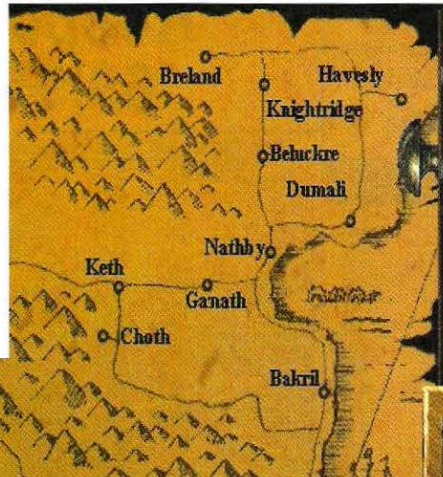 Breland
Havesly
Knightridge
Beluckre
Dumali
Nathby
Keth
Ganath
Choth
Bakril